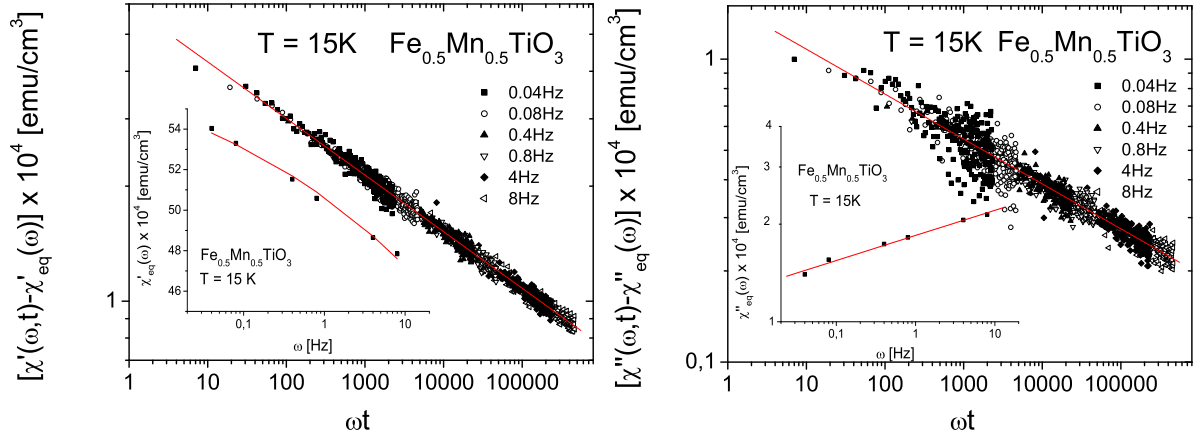 [χ'(ω,t)-χ'eq(ω)] x 10^4 [emu/cm^3]
T = 15K Fe0.5Mn0.5TiO3
0.04Hz
0.08Hz
0.4Hz
0.8Hz
4Hz
8Hz
χ'eq(ω) x 10^4 [emu/cm^3]
54
52
50
48
46
Fe0.5Mn0.5TiO3
T = 15 K
0,1 1 10
ω [Hz]
1
1 10 100 1000 10000 100000
ωt
[χ''(ω,t)-χ''eq(ω)] x 10^4 [emu/cm^3]
T = 15K Fe0.5Mn0.5TiO3
0.04Hz
0.08Hz
0.4Hz
0.8Hz
4Hz
8Hz
χ''eq(ω) x 10^4 [emu/cm^3]
4
3
2
1
Fe0.5Mn0.5TiO3
T = 15K
0,1 1 10
ω [Hz]
1
0,1
1 10 100 1000 10000 100000
ωt